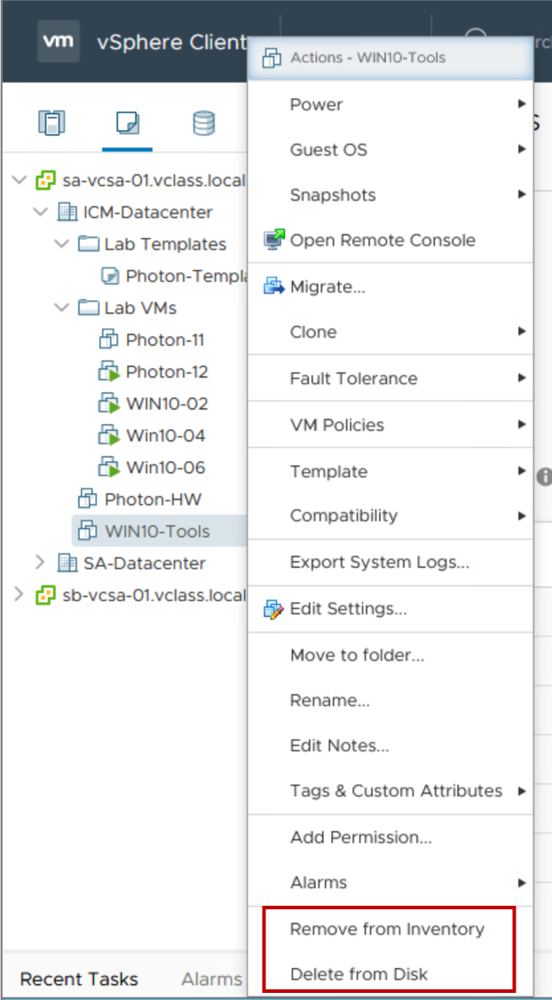 vm vSphere Client
Actions - WIN10-Tools
Power
Guest OS
Snapshots
Open Remote Console
Migrate...
Clone
Fault Tolerance
VM Policies
Template
Compatibility
Export System Logs...
Edit Settings...
Move to folder...
Rename...
Edit Notes...
Tags & Custom Attributes
Add Permission...
Alarms
Remove from Inventory
Delete from Disk
sa-vcsa-01.vclass.local
ICM-Datacenter
Lab Templates
Photon-Templa
Lab VMs
Photon-11
Photon-12
WIN10-02
Win10-04
Win10-06
Photon-HW
WIN10-Tools
SA-Datacenter
sb-vcsa-01.vclass.local
Recent Tasks Alarms